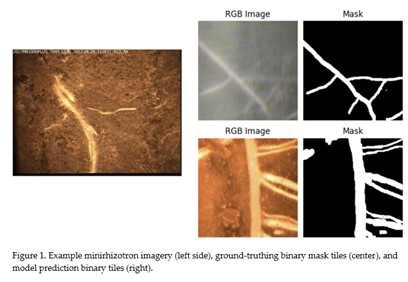 RGB Image
Mask
RGB Image
Mask
Figure 1. Example minirhizotron imagery (left side), ground-truthing binary mask tiles (center), and
model prediction binary tiles (right).